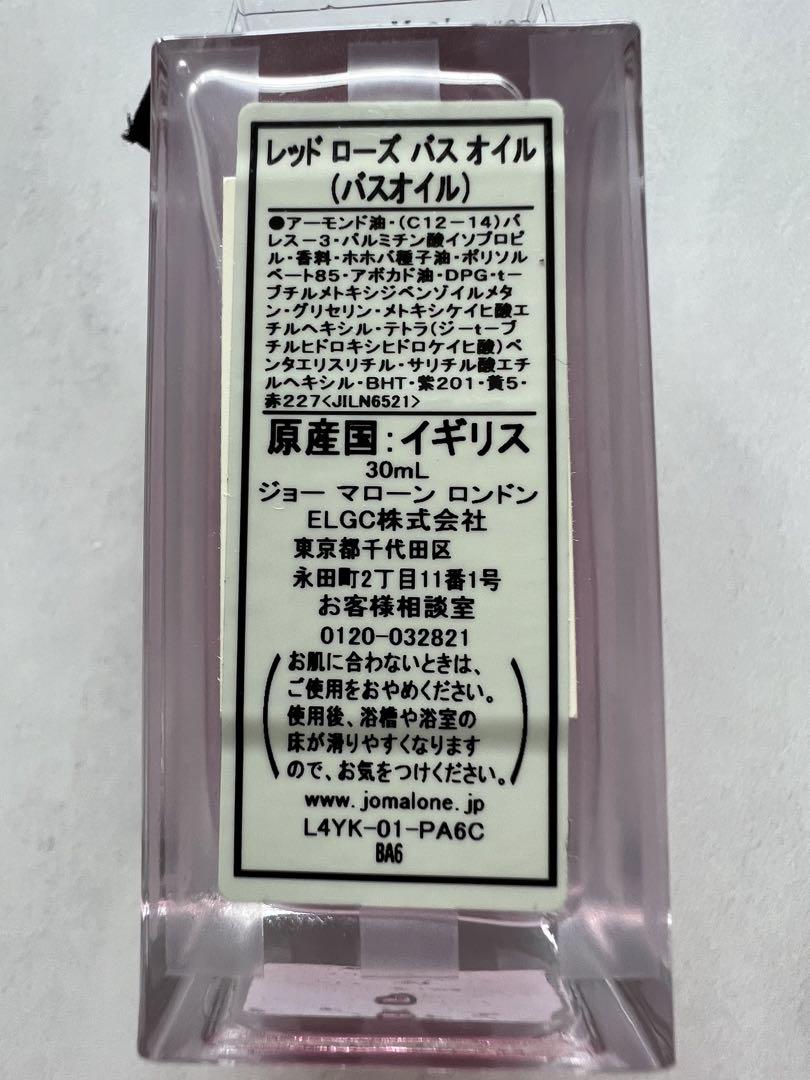 レッド ローズ バス オイル
(バスオイル)
●アーモンド油・(C12-14)パ
レス-3・パルミチン酸イソプロピ
ル・香料・ホホバ種子油・ポリソル
ベート85・アボカド油・DPG・t-
ブチルメトキシジベンゾイルメタ
ン・グリセリン・メトキシケイヒ酸エ
チルヘキシル・テトラ(ジーtーブ
チルヒドロキシヒドロケイヒ酸)ペ
ンタエリスリチル・サリチル酸エチ
ルヘキシル・BHT・紫201・黄5・
赤227<JILN6521>
原産国:イギリス
30mL
ジョー マローン ロンドン
ELGC株式会社
東京都千代田区
永田町2丁目11番1号
お客様相談室
0120-032821
(お肌に合わないときは、
ご使用をおやめください。
使用後、浴槽や浴室の
床が滑りやすくなります
ので、お気をつけください。)
www.jomalone.jp
L4YK-01-PA6C
BA6